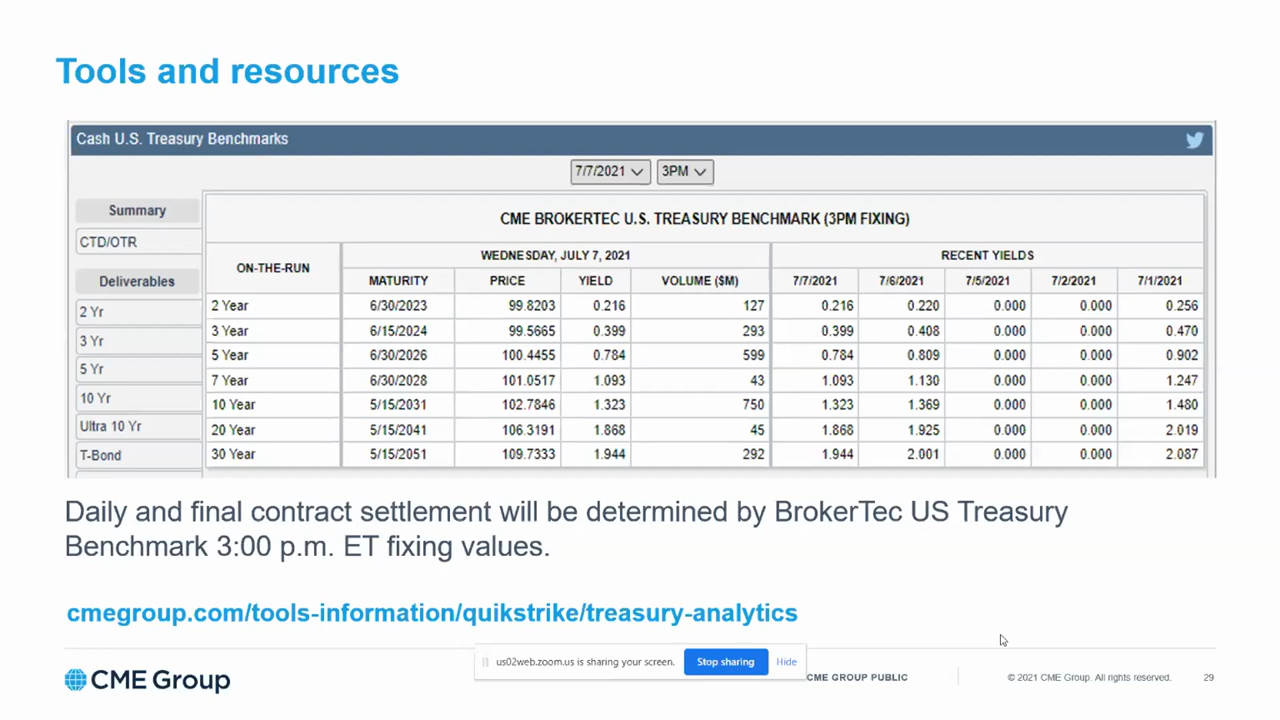 Tools and resources
Cash U.S. Treasury Benchmarks
7/7/2021 3PM
Summary
CTD/OTR
Deliverables
2 Yr
3 Yr
5 Yr
10 Yr
Ultra 10 Yr
T-Bond
CME BROKERTEC U.S. TREASURY BENCHMARK (3PM FIXING)
ON-THE-RUN WEDNESDAY, JULY 7, 2021 RECENT YIELDS
MATURITY PRICE YIELD VOLUME ($M) 7/7/2021 7/6/2021 7/5/2021 7/2/2021 7/1/2021
2 Year 6/30/2023 99.8203 0.216 127 0.216 0.220 0.000 0.000 0.256
3 Year 6/15/2024 99.5665 0.399 293 0.399 0.408 0.000 0.000 0.470
5 Year 6/30/2026 100.4455 0.784 599 0.784 0.809 0.000 0.000 0.902
7 Year 6/30/2028 101.0517 1.093 43 1.093 1.130 0.000 0.000 1.247
10 Year 5/15/2031 102.7846 1.323 750 1.323 1.369 0.000 0.000 1.480
20 Year 5/15/2041 106.3191 1.868 45 1.868 1.925 0.000 0.000 2.019
30 Year 5/15/2051 109.7333 1.944 292 1.944 2.001 0.000 0.000 2.087
Daily and final contract settlement will be determined by BrokerTec US Treasury
Benchmark 3:00 p.m. ET fixing values.
cmegroup.com/tools-information/quikstrike/treasury-analytics
us02web.zoom.us is sharing your screen. Stop sharing Hide
CME Group CME GROUP PUBLIC © 2021 CME Group. All rights reserved. 29